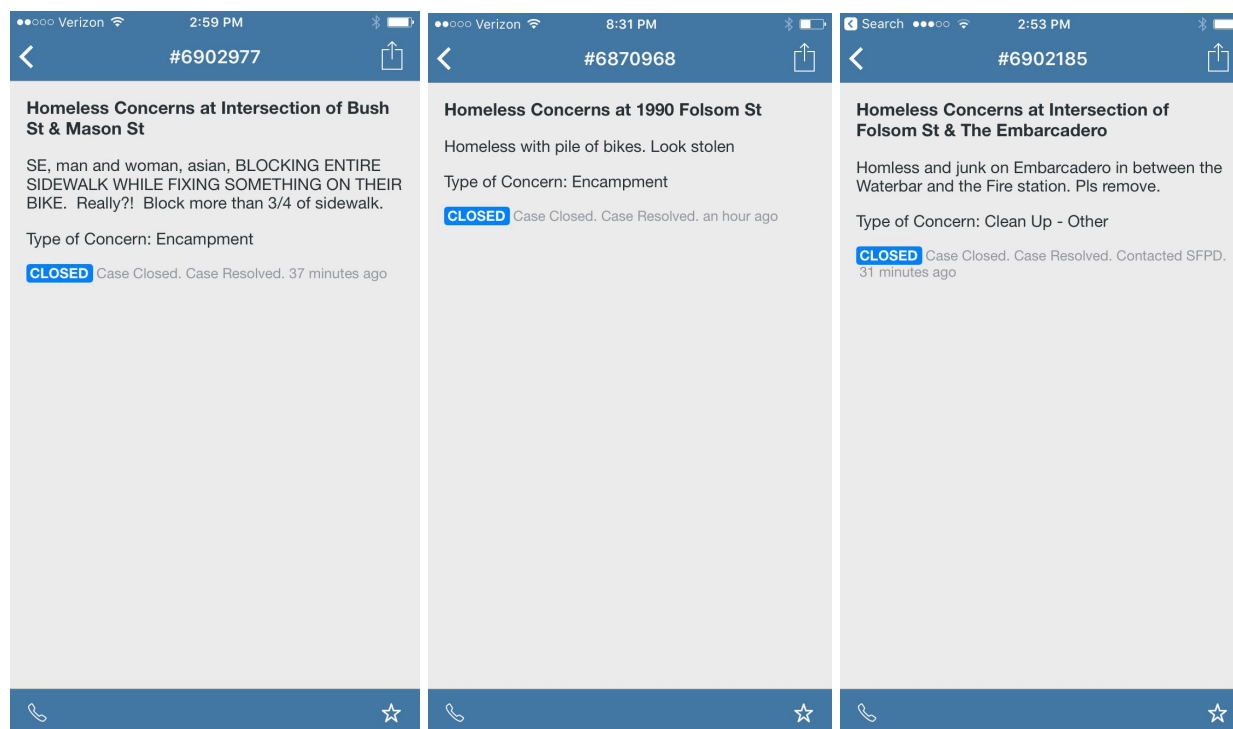 Verizon 2:59 PM
#6902977
Homeless Concerns at Intersection of Bush
St & Mason St
SE, man and woman, asian, BLOCKING ENTIRE
SIDEWALK WHILE FIXING SOMETHING ON THEIR
BIKE. Really?! Block more than 3/4 of sidewalk.
Type of Concern: Encampment
CLOSED Case Closed. Case Resolved. 37 minutes ago
Verizon 8:31 PM
#6870968
Homeless Concerns at 1990 Folsom St
Homeless with pile of bikes. Look stolen
Type of Concern: Encampment
CLOSED Case Closed. Case Resolved. an hour ago
Search 2:53 PM
#6902185
Homeless Concerns at Intersection of
Folsom St & The Embarcadero
Homless and junk on Embarcadero in between the
Waterbar and the Fire station. Pls remove.
Type of Concern: Clean Up - Other
CLOSED Case Closed. Case Resolved. Contacted SFPD.
31 minutes ago